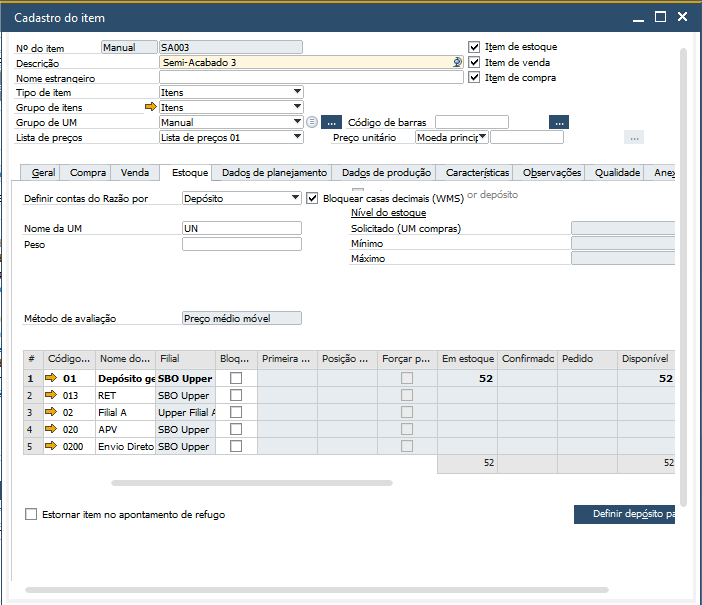 Cadastro do item
Nº do item Manual SA003 Item de estoque
Descrição Semi-Acabado 3 Item de venda
Nome estrangeiro Item de compra
Tipo de item Itens
Grupo de itens Itens
Grupo de UM Manual ... Código de barras ...
Lista de preços Lista de preços 01 Preço unitário Moeda princip ...
Geral Compra Venda Estoque Dados de planejamento Dados de produção Características Observações Qualidade Anex
Definir contas do Razão por Depósito Bloquear casas decimais (WMS) or depósito
Nível do estoque
Nome da UM UN Solicitado (UM compras)
Peso Mínimo
Máximo
Método de avaliação Preço médio móvel
# Código... Nome do... Filial Bloq... Primeira ... Posição ... Forçar p... Em estoque Confirmado Pedido Disponível
1 01 Depósito ge SBO Upper 52 52
2 013 RET SBO Upper
3 02 Filial A Upper Filial A
4 020 APV SBO Upper
5 0200 Envio Direto SBO Upper
52 52
Estornar item no apontamento de refugo Definir depósito pa